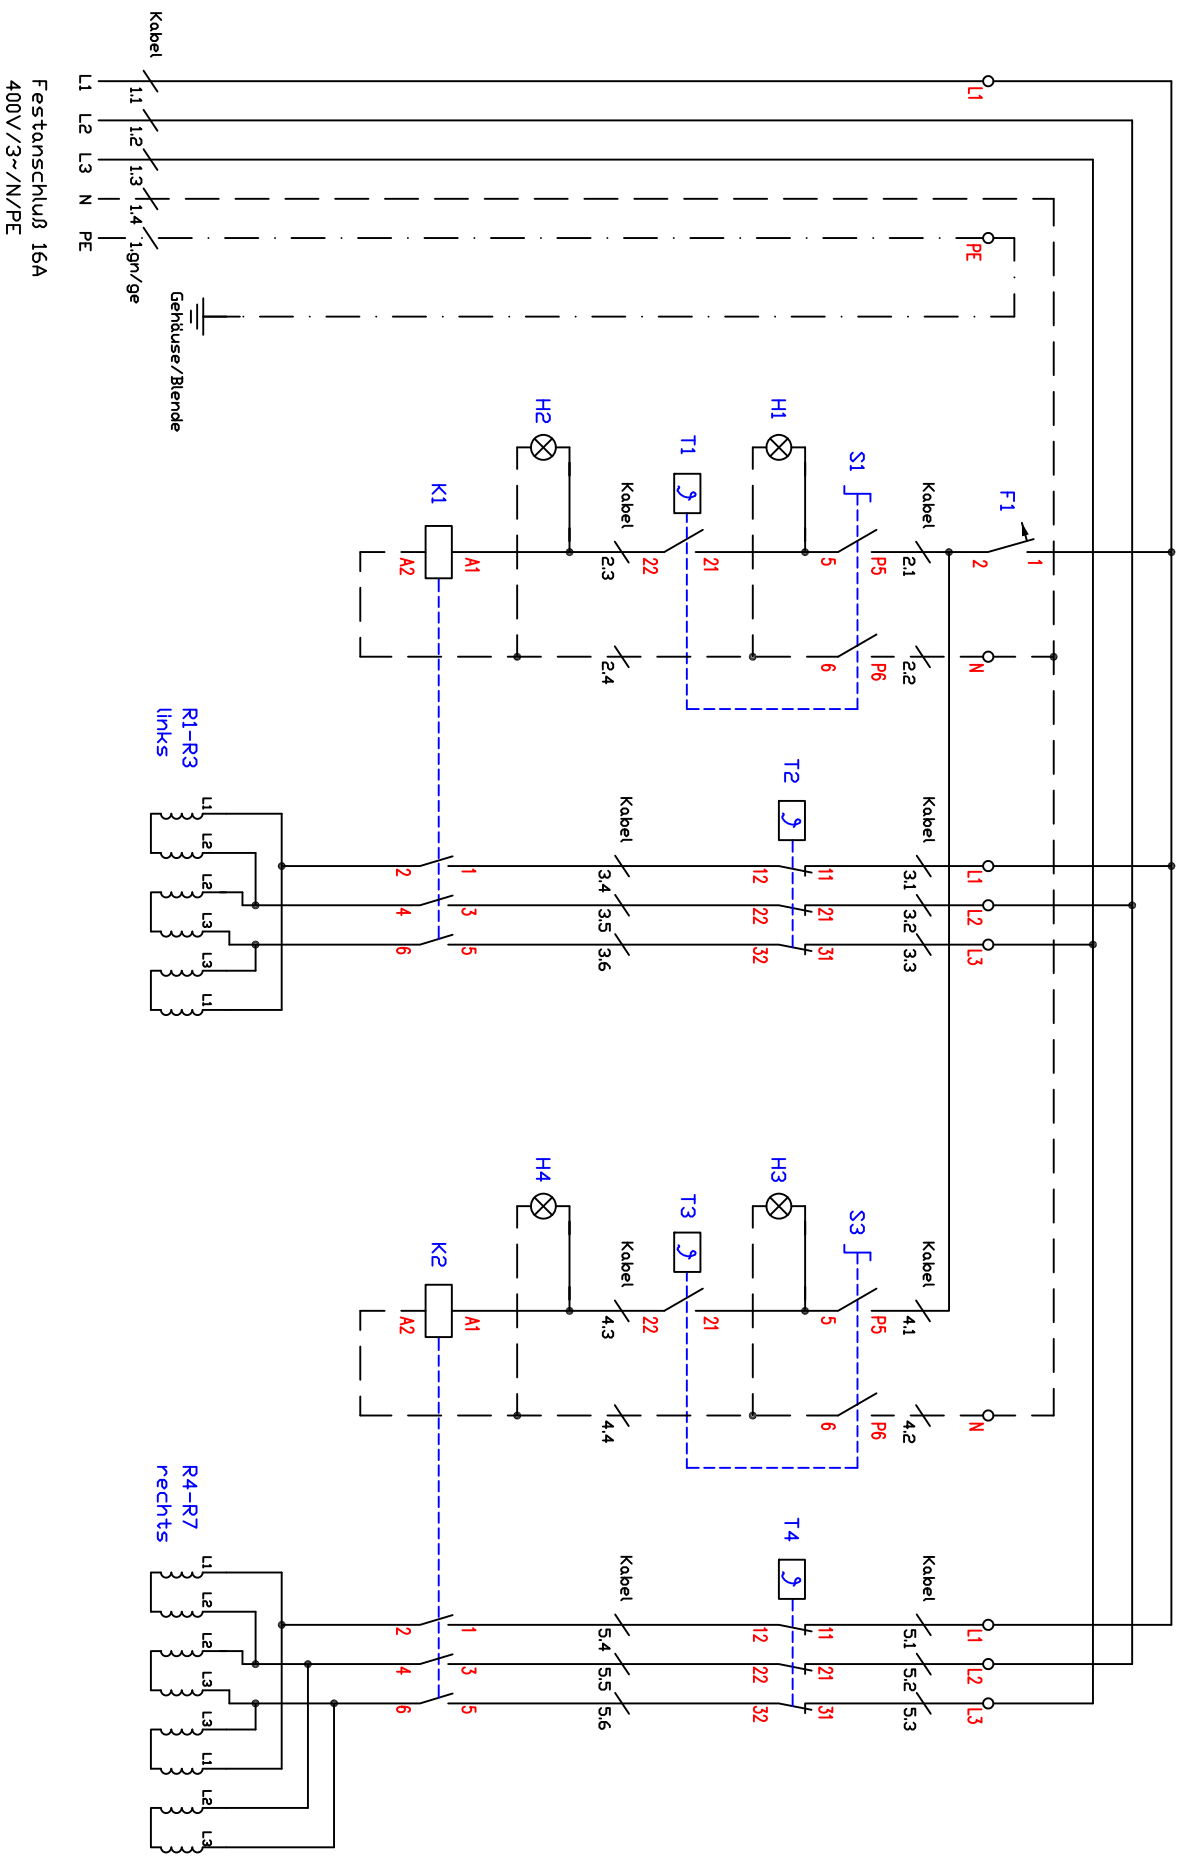 Kabel
L1
1.1
L1
L2
1.2
L3
1.3
N
1.4
PE
1.gn/ge
PE
Festanschluß 16A
400V/3~/N/PE
Gehäuse/Blende
F1
1
2
Kabel
2.1
2.2
N
S1
P5
5
P6
6
H1
T1
21
22
Kabel
2.3
2.4
H2
K1
A1
A2
L1
L2
L3
Kabel
3.1
3.2
3.3
T2
11
12
21
22
31
32
Kabel
3.4
3.5
3.6
1
2
3
4
5
6
R1-R3
links
L1
L2
L2
L3
L3
L1
Kabel
4.1
4.2
N
S3
P5
5
P6
6
H3
T3
21
22
Kabel
4.3
4.4
H4
K2
A1
A2
L1
L2
L3
Kabel
5.1
5.2
5.3
T4
11
12
21
22
31
32
Kabel
5.4
5.5
5.6
1
2
3
4
5
6
R4-R7
rechts
L1
L2
L2
L3
L3
L1
L2
L3